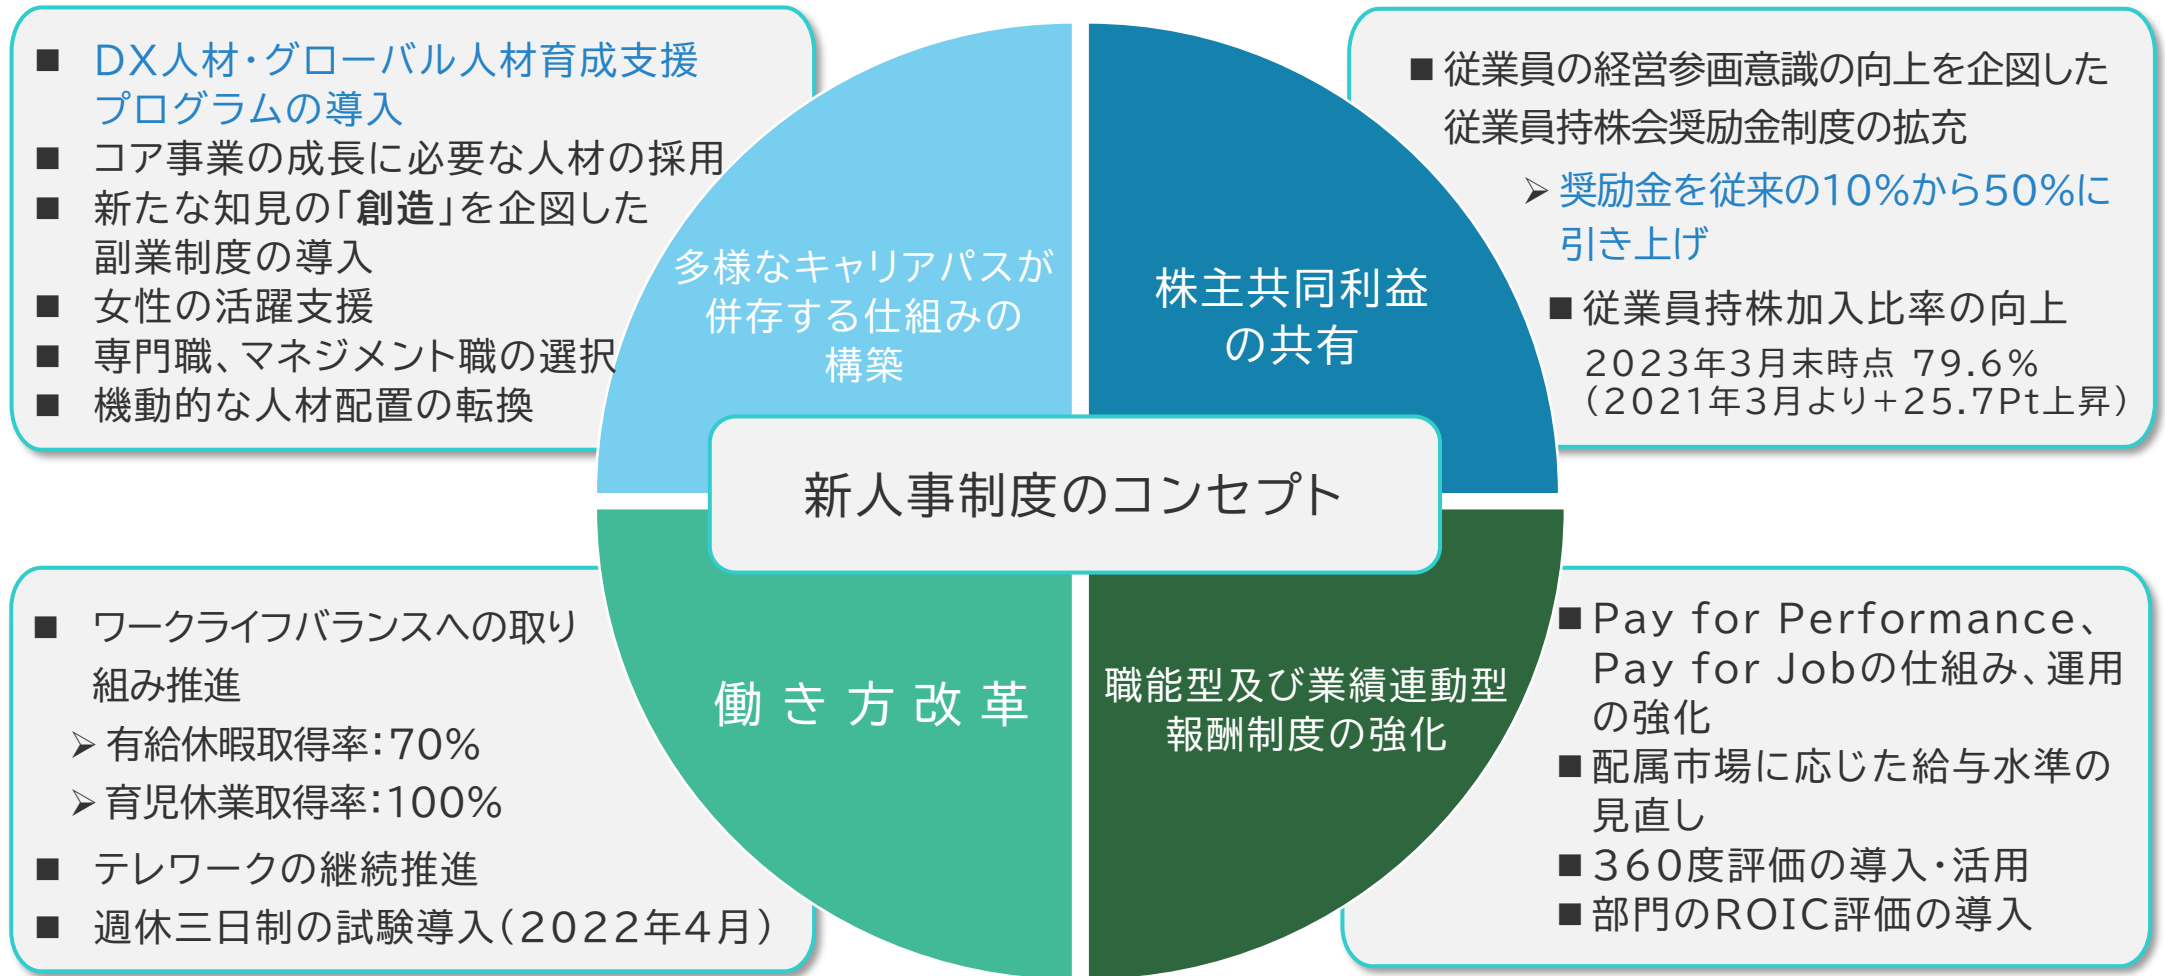 ■ DX人材・グローバル人材育成支援
プログラムの導入
■ コア事業の成長に必要な人材の採用
■ 新たな知見の「創造」を企図した
副業制度の導入
■ 女性の活躍支援
■ 専門職、マネジメント職の選択
■ 機動的な人材配置の転換
多様なキャリアパスが
併存する仕組みの
構築
株主共同利益
の共有
■ 従業員の経営参画意識の向上を企図した
従業員持株会奨励金制度の拡充
➢ 奨励金を従来の10%から50%に
引き上げ
■ 従業員持株加入比率の向上
2023年3月末時点 79.6%
(2021年3月より+25.7Pt上昇)
新人事制度のコンセプト
■ ワークライフバランスへの取り
組み推進
➢ 有給休暇取得率:70%
➢ 育児休業取得率:100%
■ テレワークの継続推進
■ 週休三日制の試験導入(2022年4月)
働き方改革
職能型及び業績連動型
報酬制度の強化
■ Pay for Performance、
Pay for Jobの仕組み、運用
の強化
■ 配属市場に応じた給与水準の
見直し
■ 360度評価の導入・活用
■ 部門のROIC評価の導入